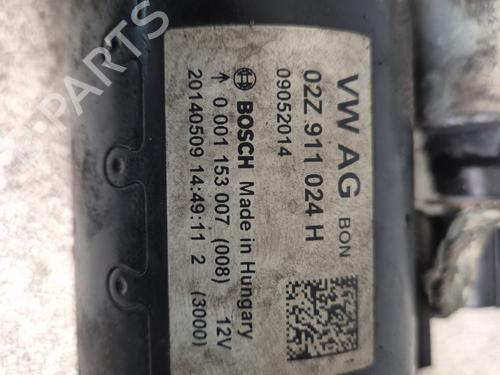 VW AG BON
02Z 911 024 H
09052014
BOSCH Made in Hungary
0 001 153 007 (008) 12V
20140509 14:49:11 2 (3000)
PARTS